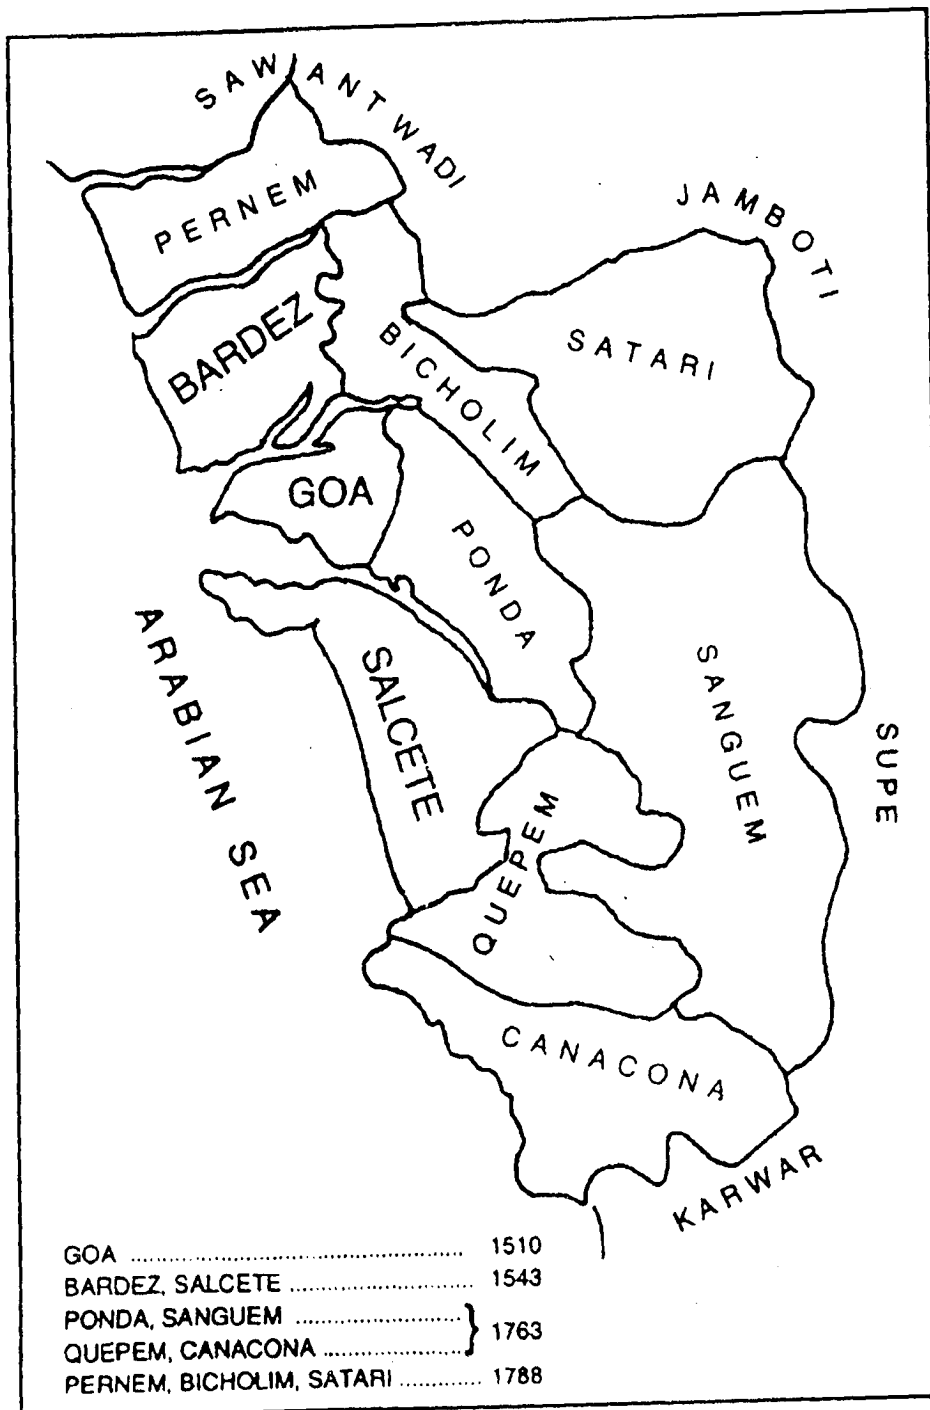 SAWANTWADI
JAMBOTI
PERNEM
BARDEZ
BICHOLIM
SATARI
GOA
PONDA
ARABIAN SEA
SALCETE
SANGUEM
SUPE
QUEPEM
CANACONA
KARWAR
GOA ........................................................ 1510
BARDEZ, SALCETE .............................. 1543
PONDA, SANGUEM ............................
QUEPEM, CANACONA ........................ } 1763
PERNEM, BICHOLIM, SATARI ............. 1788